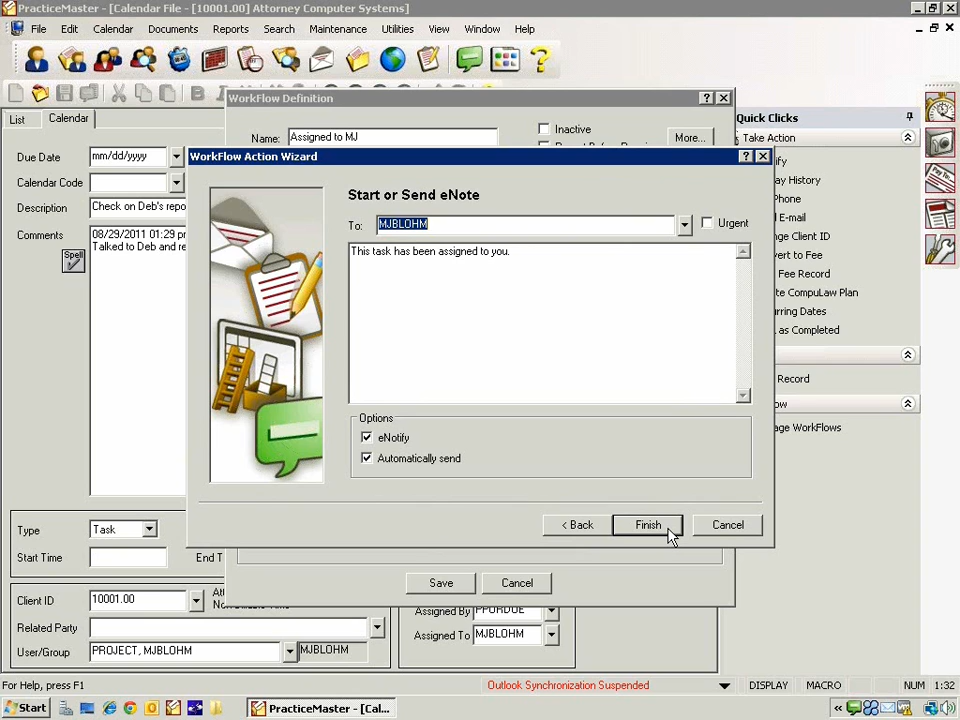 PracticeMaster - [Calendar File - [10001.00] Attorney Computer Systems]
File Edit Calendar Documents Reports Search Maintenance Utilities View Window Help
WorkFlow Definition
List Calendar
Name: Assigned to MJ
Inactive
More...
Quick Clicks
Take Action
Due Date mm/dd/yyyy
WorkFlow Action Wizard
Calendar Code
Description Check on Deb's repo
Comments 08/29/2011 01:29 pr
Talked to Deb and re
Spell
Start or Send eNote
To: MJBLOHM
Urgent
This task has been assigned to you.
Options
eNotify
Automatically send
< Back Finish Cancel
ify
lay History
Phone
E-mail
nge Client ID
vert to Fee
Fee Record
te CompuLaw Plan
urring Dates
as Completed
Record
ow
age WorkFlows
Type Task
Start Time
End T
Save Cancel
Client ID 10001.00
Related Party
User/Group PROJECT, MJBLOHM MJBLOHM
Assigned By PPURDUE
Assigned To MJBLOHM
For Help, press F1
Outlook Synchronization Suspended
DISPLAY MACRO NUM 1:32
Start
PracticeMaster - [Cal...